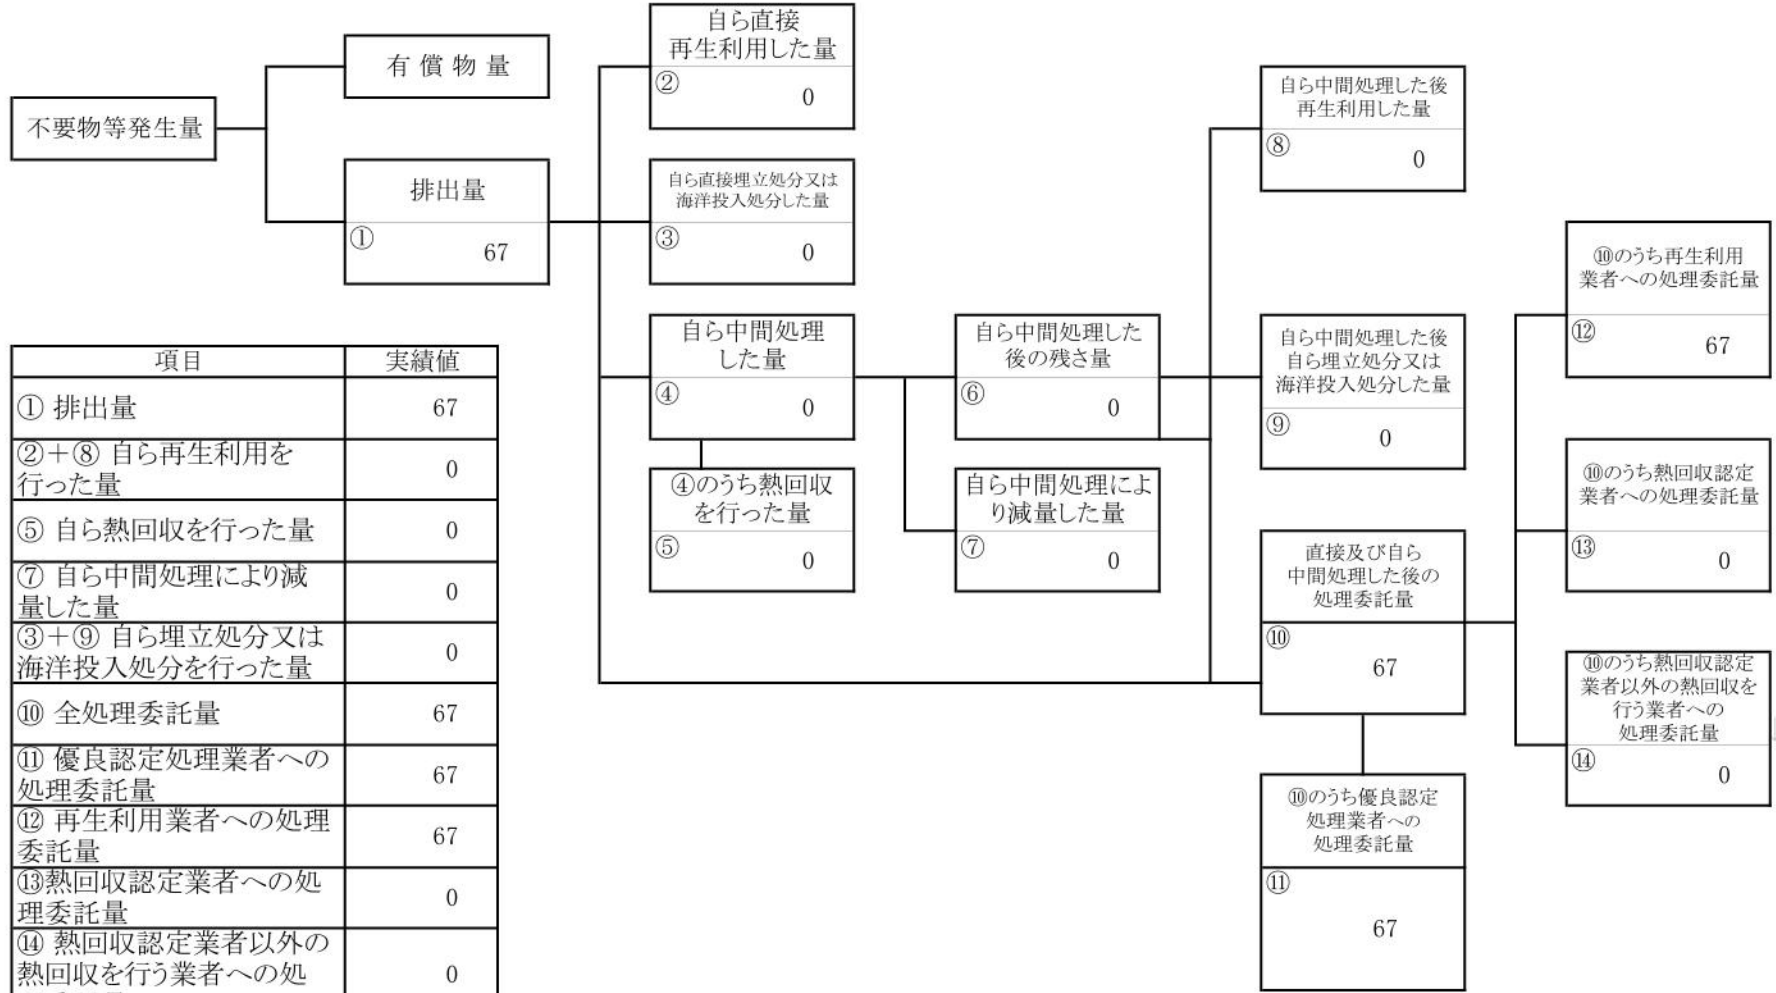 不要物等発生量
有償物量
排出量
①
67
自ら直接
再生利用した量
②
0
自ら直接埋立処分又は
海洋投入処分した量
③
0
自ら中間処理
した量
④
0
④のうち熱回収
を行った量
⑤
0
自ら中間処理した
後の残さ量
⑥
0
自ら中間処理によ
り減量した量
⑦
0
自ら中間処理した後
再生利用した量
⑧
0
自ら中間処理した後
自ら埋立処分又は
海洋投入処分した量
⑨
0
直接及び自ら
中間処理した後の
処理委託量
⑩
67
⑩のうち優良認定
処理業者への
処理委託量
⑪
67
⑩のうち再生利用
業者への処理委託量
⑫
67
⑩のうち熱回収認定
業者への処理委託量
⑬
0
⑩のうち熱回収認定
業者以外の熱回収を
行う業者への
処理委託量
⑭
0
項目 実績値
① 排出量 67
②+⑧ 自ら再生利用を
行った量 0
⑤ 自ら熱回収を行った量 0
⑦ 自ら中間処理により減
量した量 0
③+⑨ 自ら埋立処分又は
海洋投入処分を行った量 0
⑩ 全処理委託量 67
⑪ 優良認定処理業者への
処理委託量 67
⑫ 再生利用業者への処理
委託量 67
⑬熱回収認定業者への処
理委託量 0
⑭ 熱回収認定業者以外の
熱回収を行う業者への処 0